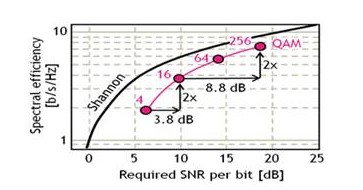 10
Spectral efficiency
[b/s/Hz]
1
Shannon
4
16
64
256 QAM
2x
3.8 dB
2x
8.8 dB
0 5 10 15 20 25
Required SNR per bit [dB]